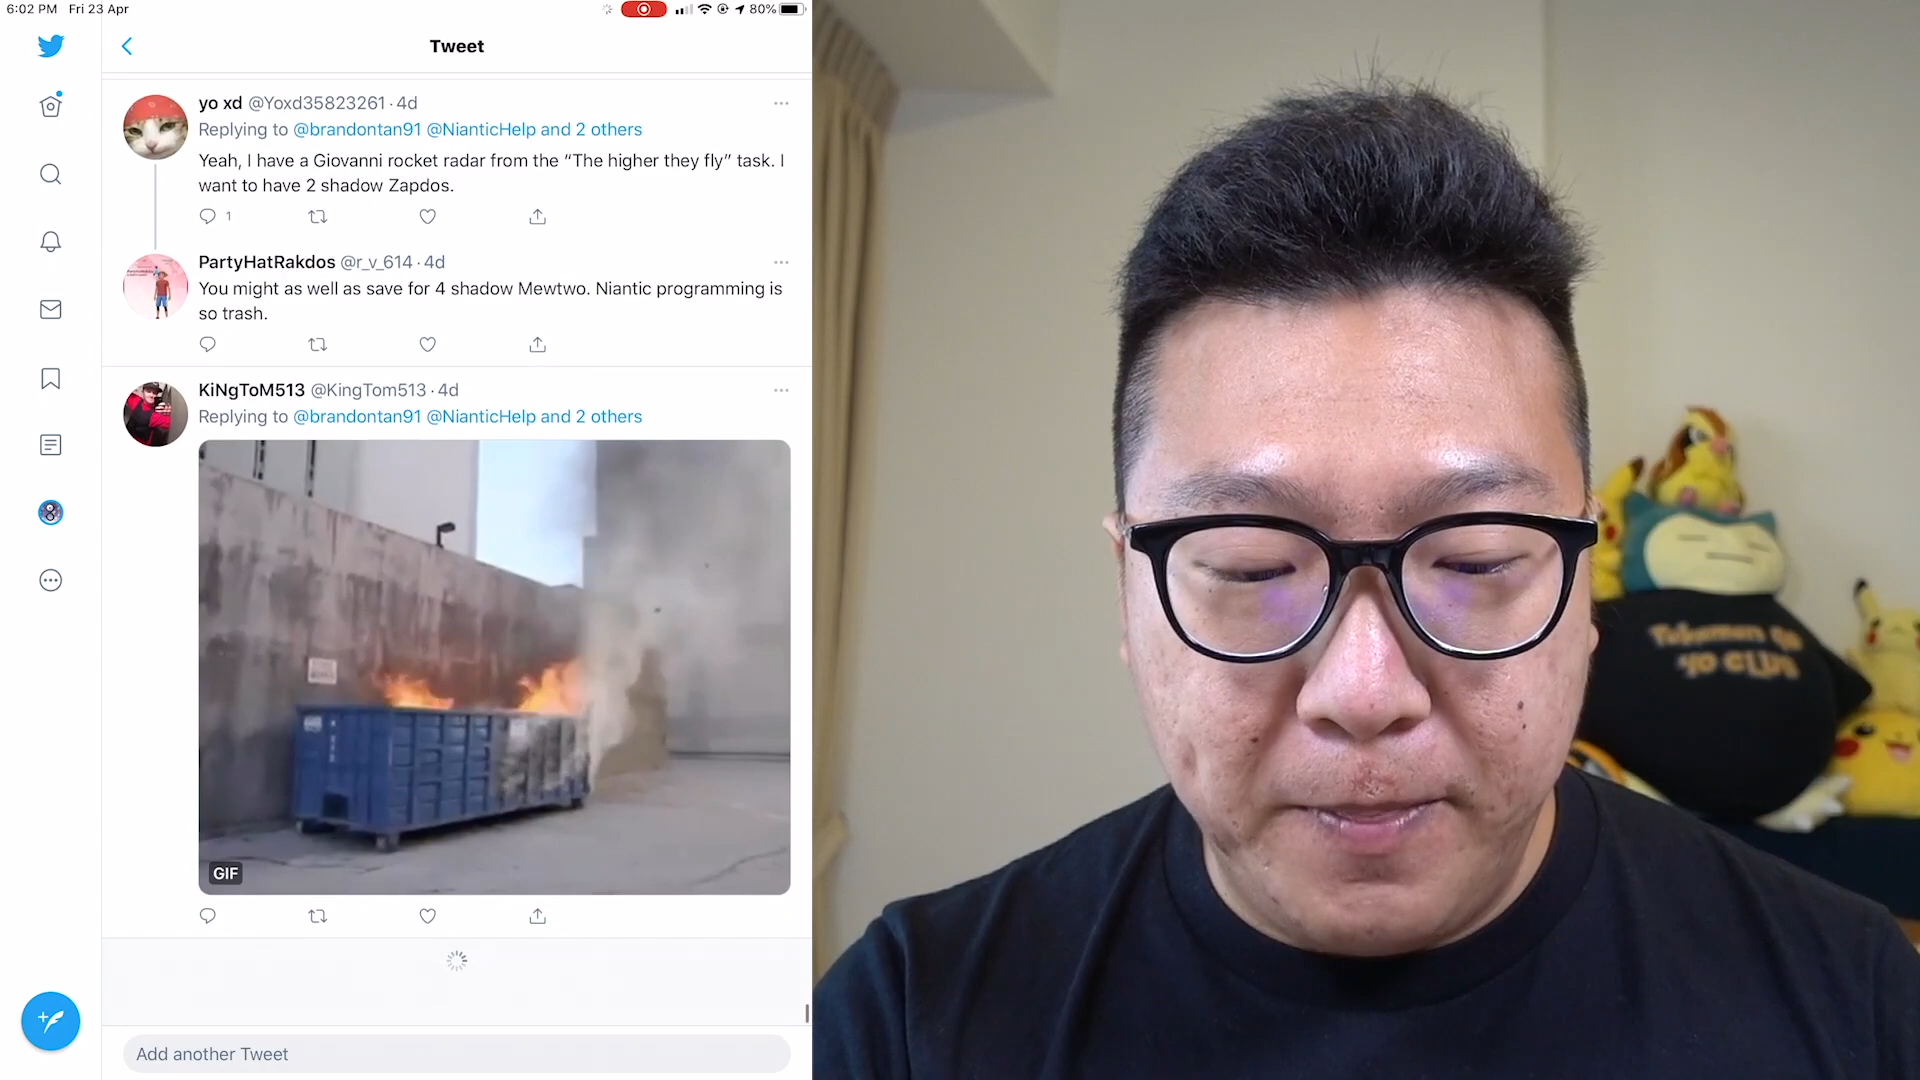 6:02 PM Fri 23 Apr
80%
Tweet
yo xd @Yoxd35823261 · 4d
Replying to @brandontan91 @NianticHelp and 2 others
Yeah, I have a Giovanni rocket radar from the “The higher they fly” task. I
want to have 2 shadow Zapdos.
1
PartyHatRakdos @r_v_614 · 4d
You might as well as save for 4 shadow Mewtwo. Niantic programming is
so trash.
KiNgToM513 @KingTom513 · 4d
Replying to @brandontan91 @NianticHelp and 2 others
GIF
Add another Tweet